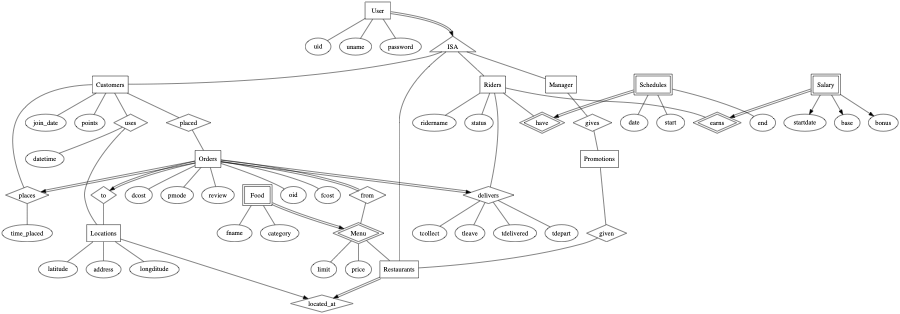 User
uid
uname
password
ISA
Customers
Riders
Manager
Schedules
Salary
join_date
points
uses
placed
ridername
status
have
gives
date
start
earns
end
startdate
base
bonus
datetime
Orders
Promotions
places
to
dcost
pmode
review
Food
oid
fcost
from
delivers
time_placed
Locations
fname
category
Menu
tcollect
tleave
tdelivered
tdepart
given
latitude
address
longditude
limit
price
Restaurants
located_at